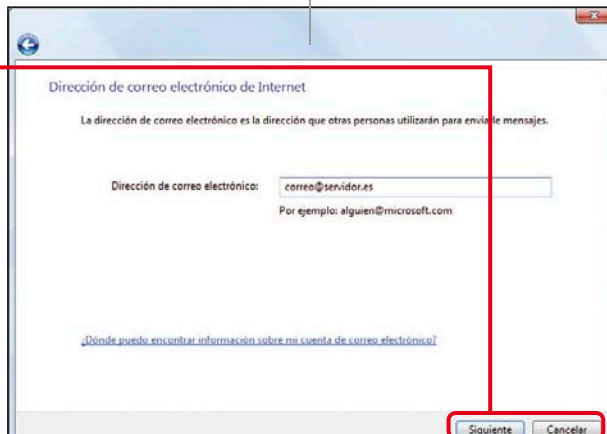 Dirección de correo electrónico de Internet
La dirección de correo electrónico es la dirección que otras personas utilizarán para enviarle mensajes.
Dirección de correo electrónico: correo@servidor.es
Por ejemplo: alguien@microsoft.com
¿Dónde puedo encontrar información sobre mi cuenta de correo electrónico?
Siguiente Cancelar